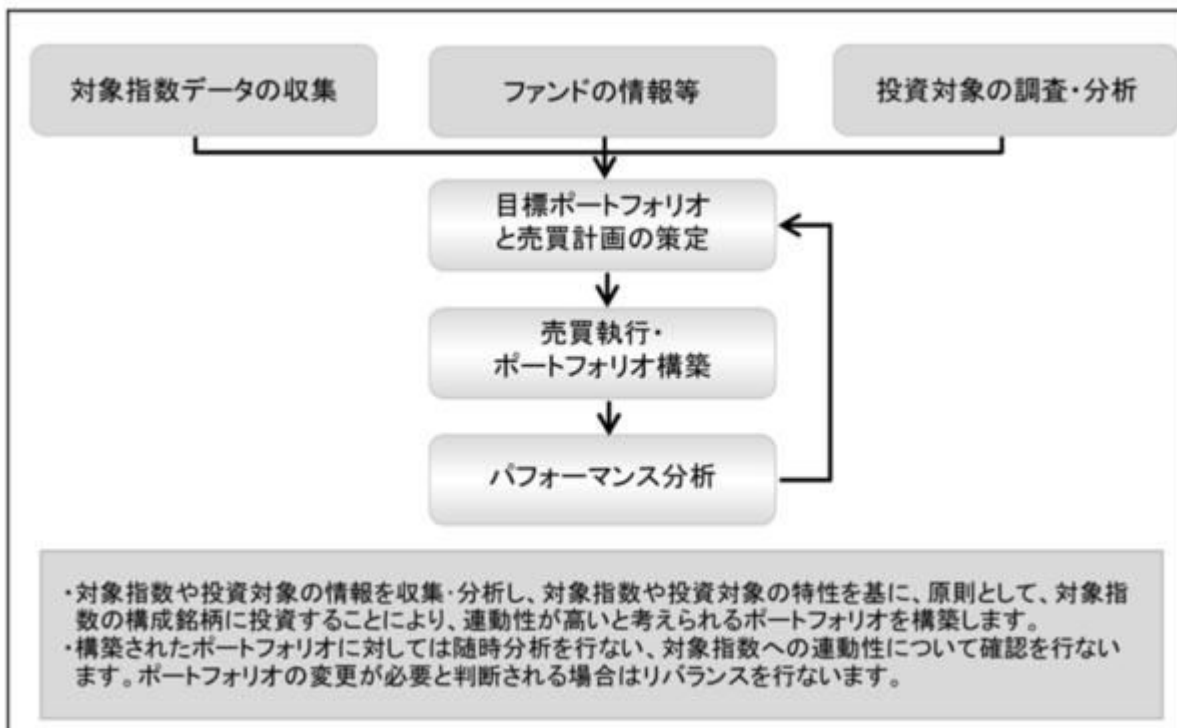 対象指数データの収集
ファンドの情報等
投資対象の調査・分析
目標ポートフォリオ
と売買計画の策定
売買執行・
ポートフォリオ構築
パフォーマンス分析
・対象指数や投資対象の情報を収集・分析し、対象指数や投資対象の特性を基に、原則として、対象指
数の構成銘柄に投資することにより、連動性が高いと考えられるポートフォリオを構築します。
・構築されたポートフォリオに対しては随時分析を行ない、対象指数への連動性について確認を行ない
ます。ポートフォリオの変更が必要と判断される場合はリバランスを行ないます。